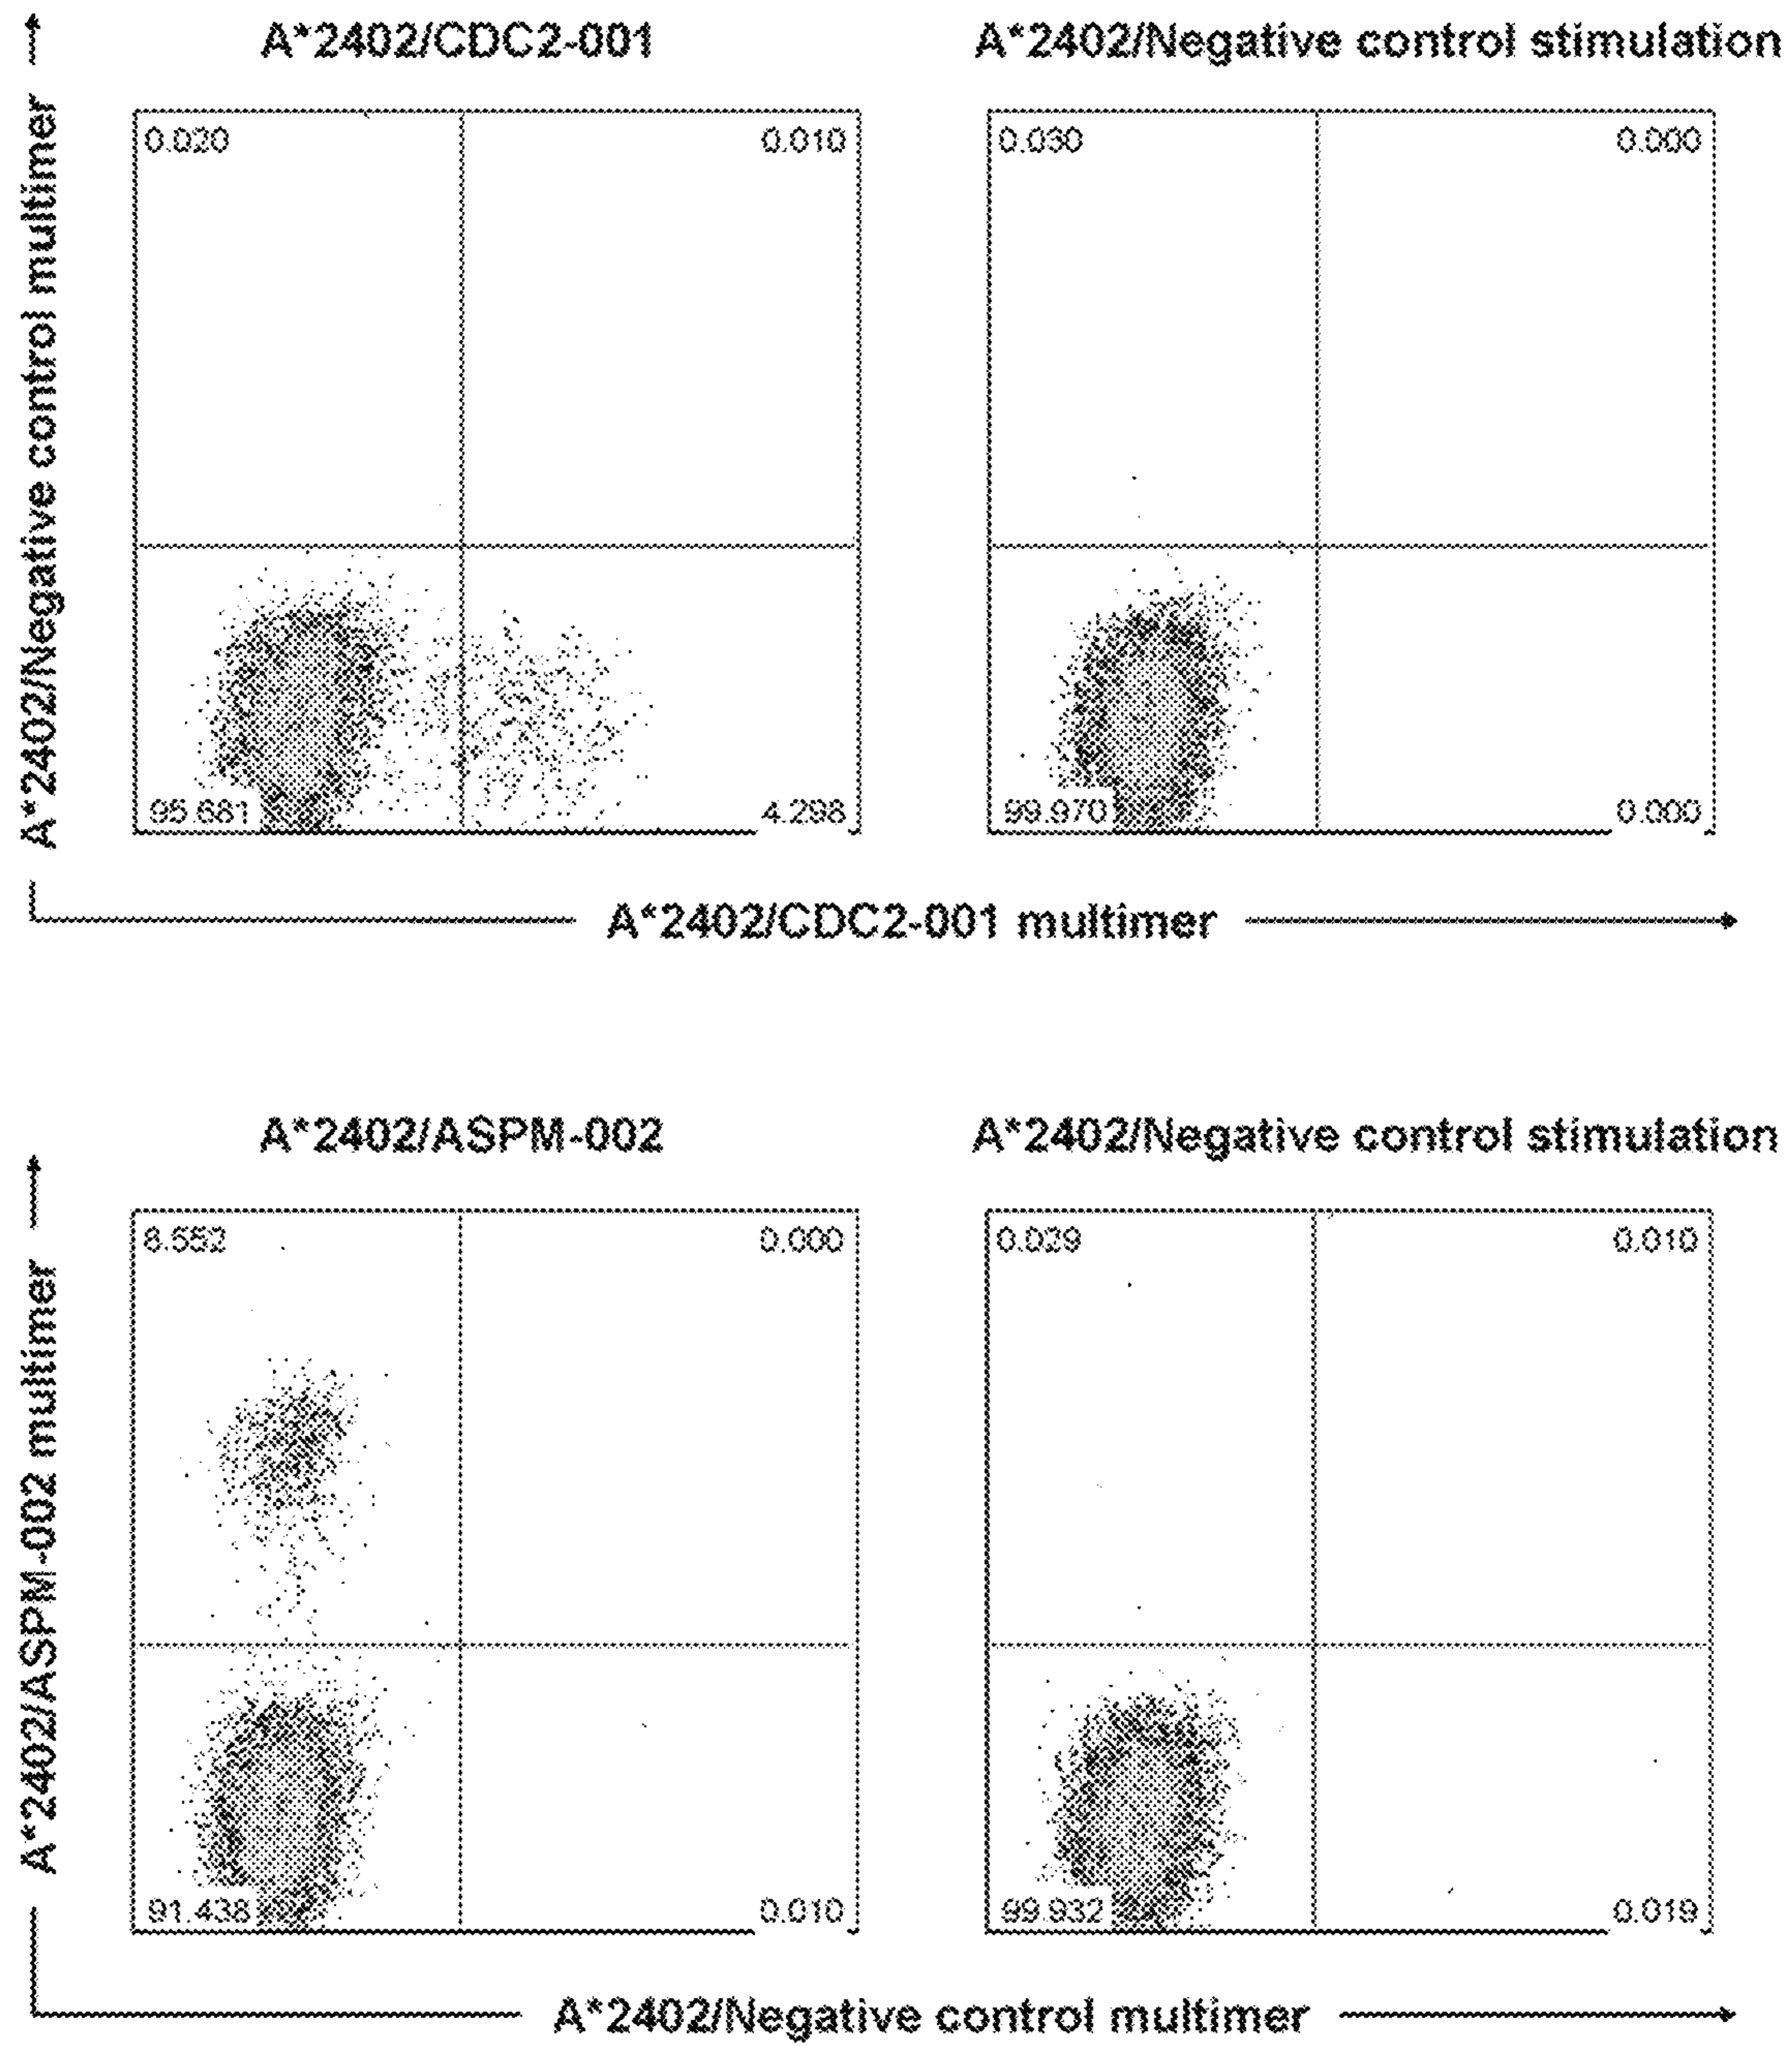 A*2402/CDC2-001
A*2402/Negative control stimulation
A*2402/Negative control multimer
0.020
0.010
95.681
4.298
0.030
0.000
99.970
0.000
A*2402/CDC2-001 multimer
A*2402/ASPM-002
A*2402/Negative control stimulation
A*2402/ASPM-002 multimer
8.552
0.000
91.438
0.010
0.029
0.010
99.932
0.019
A*2402/Negative control multimer